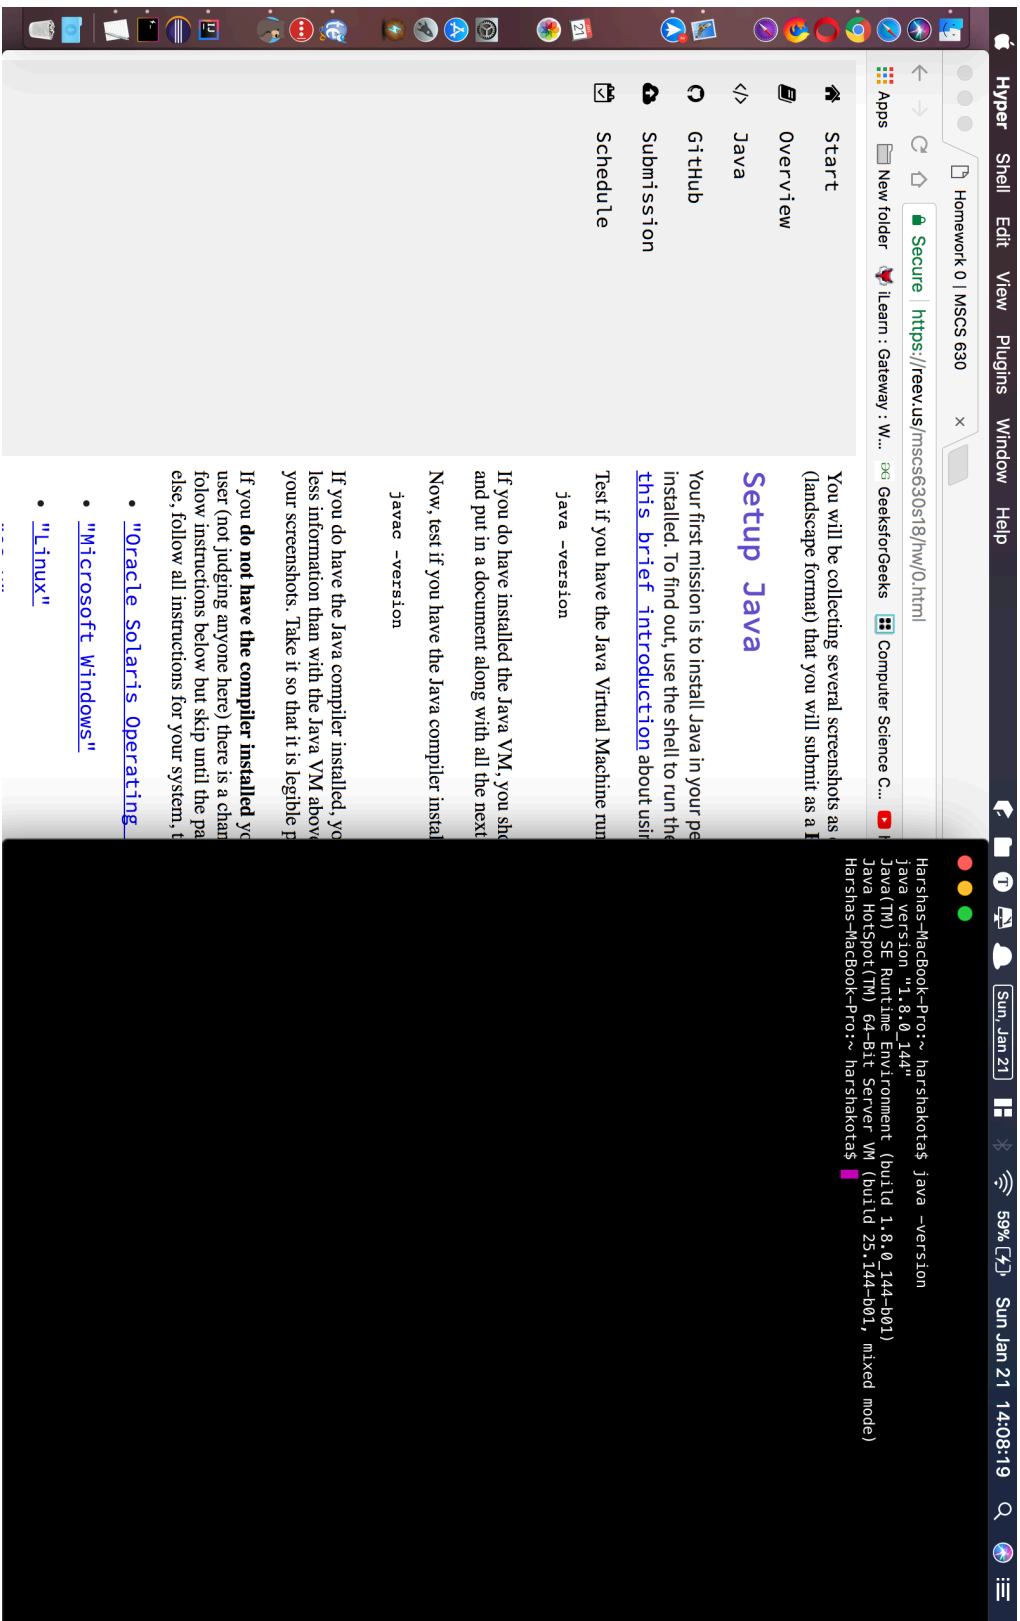 Hyper Shell Edit View Plugins Window Help
Sun, Jan 21
59%
Sun Jan 21 14:08:19
Homework 0 | MSCS 630
Secure https://reev.us/mscs630s18/hw/0.html
Apps New folder iLearn : Gateway : W... GeeksforGeeks Computer Science C...
Start
Overview
</> Java
GitHub
Submission
Schedule
You will be collecting several screenshots as
(landscape format) that you will submit as a
Setup Java
Your first mission is to install Java in your pe
installed. To find out, use the shell to run the
this brief introduction about usin
Test if you have the Java Virtual Machine run
java -version
If you do have installed the Java VM, you sho
and put in a document along with all the next
Now, test if you have the Java compiler instal
javac -version
If you do have the Java compiler installed, yo
less information than with the Java VM above
your screenshots. Take it so that it is legible p
If you do not have the compiler installed yo
user (not judging anyone here) there is a chan
folow instructions below but skip until the pa
else, follow all instructions for your system, t
• "Oracle Solaris Operating
• "Microsoft Windows"
• "Linux"
Harshas-MacBook-Pro:~ harshakota$ java -version
java version "1.8.0_144"
Java(TM) SE Runtime Environment (build 1.8.0_144-b01)
Java HotSpot(TM) 64-Bit Server VM (build 25.144-b01, mixed mode)
Harshas-MacBook-Pro:~ harshakota$
21